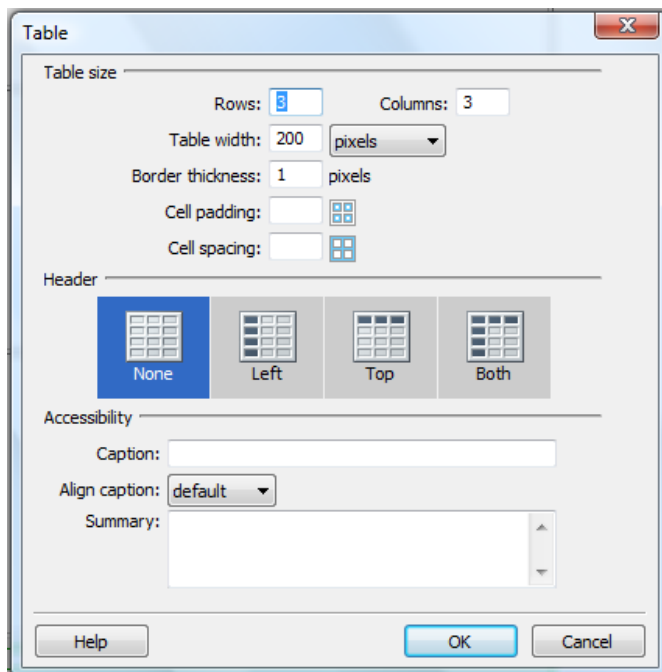 Table
Table size
Rows: 3 Columns: 3
Table width: 200 pixels
Border thickness: 1 pixels
Cell padding:
Cell spacing:
Header
None Left Top Both
Accessibility
Caption:
Align caption: default
Summary:
Help OK Cancel